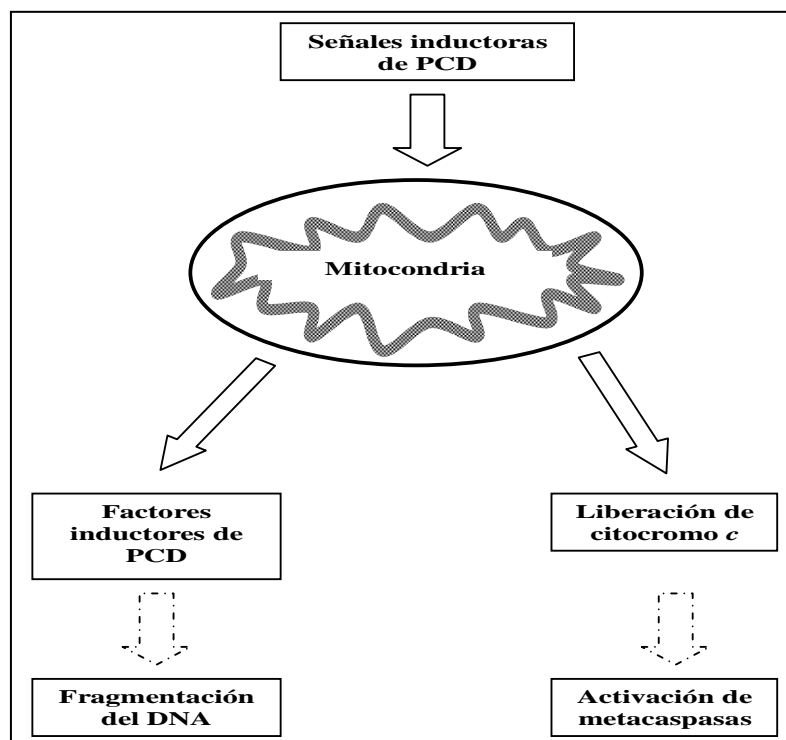 Señales inductoras
de PCD
Mitocondria
Factores
inductores de
PCD
Liberación de
citocromo c
Fragmentación
del DNA
Activación de
metacaspasas